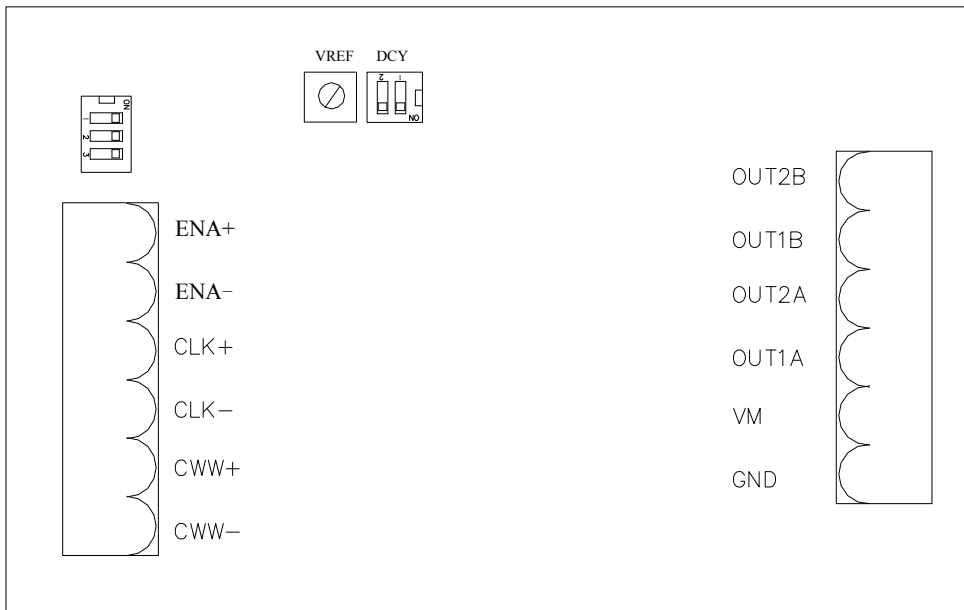 VREF DCY
ON
1
2
3
2 1
ON
ENA+
ENA-
CLK+
CLK-
CWW+
CWW-
OUT2B
OUT1B
OUT2A
OUT1A
VM
GND